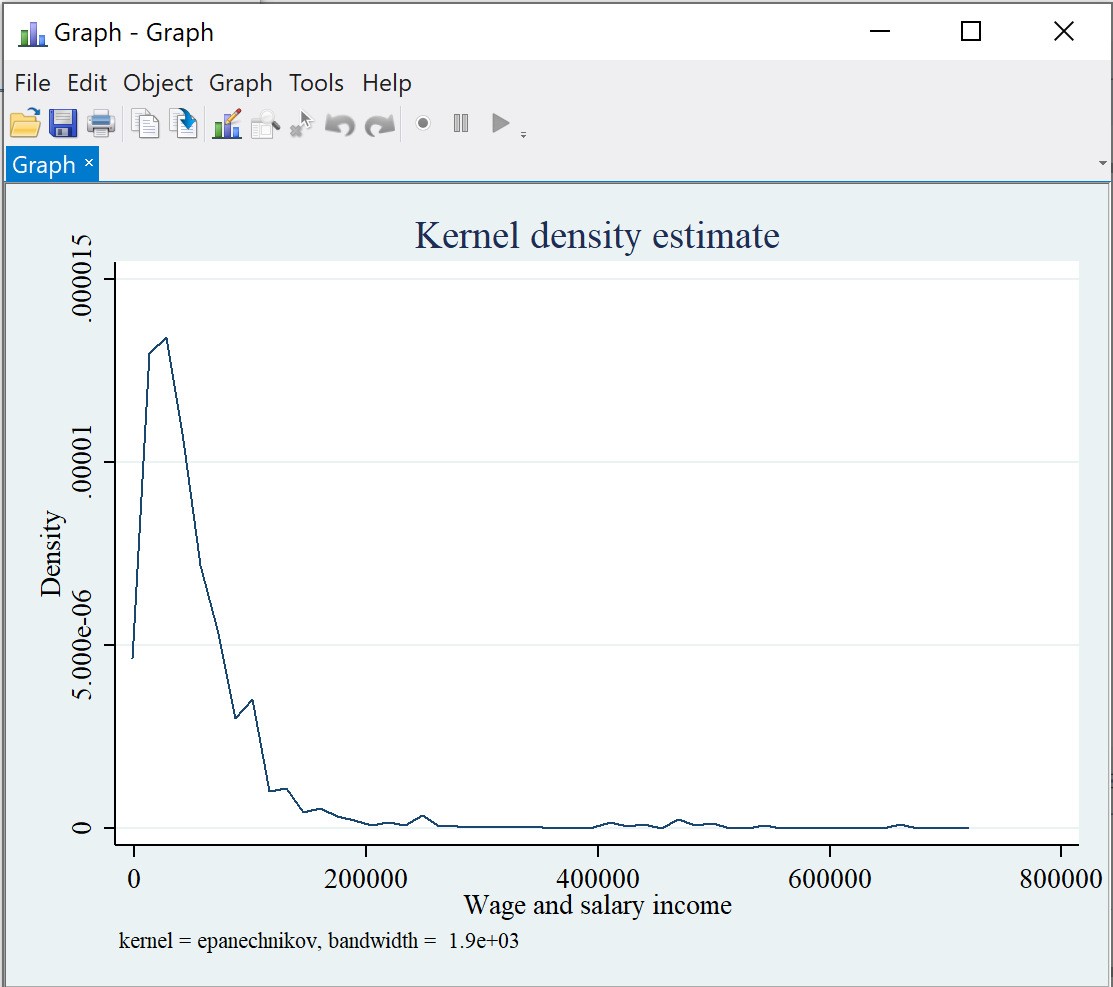 Graph - Graph
File Edit Object Graph Tools Help
Graph ×
Kernel density estimate
.000015
.00001
5.000e-06
0
Density
0 200000 400000 600000 800000
Wage and salary income
kernel = epanechnikov, bandwidth = 1.9e+03